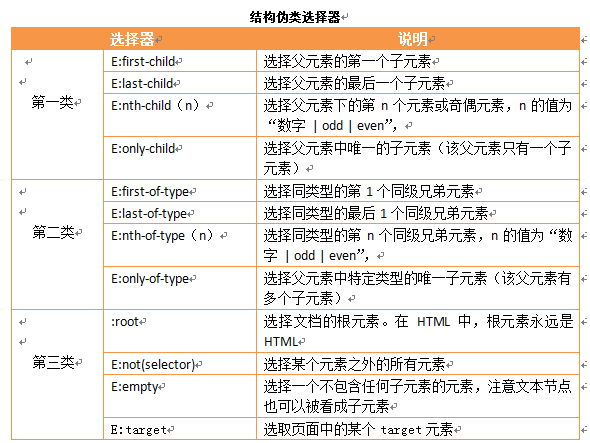 结构伪类选择器
选择器 说明
第一类
E:first-child 选择父元素的第一个子元素
E:last-child 选择父元素的最后一个子元素
E:nth-child（n） 选择父元素下的第 n 个元素或奇偶元素，n 的值为
“数字 | odd | even”，
E:only-child 选择父元素中唯一的子元素（该父元素只有一个子
元素）
第二类
E:first-of-type 选择同类型的第 1 个同级兄弟元素
E:last-of-type 选择同类型的最后 1 个同级兄弟元素
E:nth-of-type（n） 选择同类型的第 n 个同级兄弟元素，n 的值为“数
字 | odd | even”，
E:only-of-type 选择父元素中特定类型的唯一子元素（该父元素有
多个子元素）
第三类
:root 选择文档的根元素。在 HTML 中，根元素永远是
HTML
E:not(selector) 选择某个元素之外的所有元素
E:empty 选择一个不包含任何子元素的元素，注意文本节点
也可以被看成子元素
E:target 选取页面中的某个 target 元素